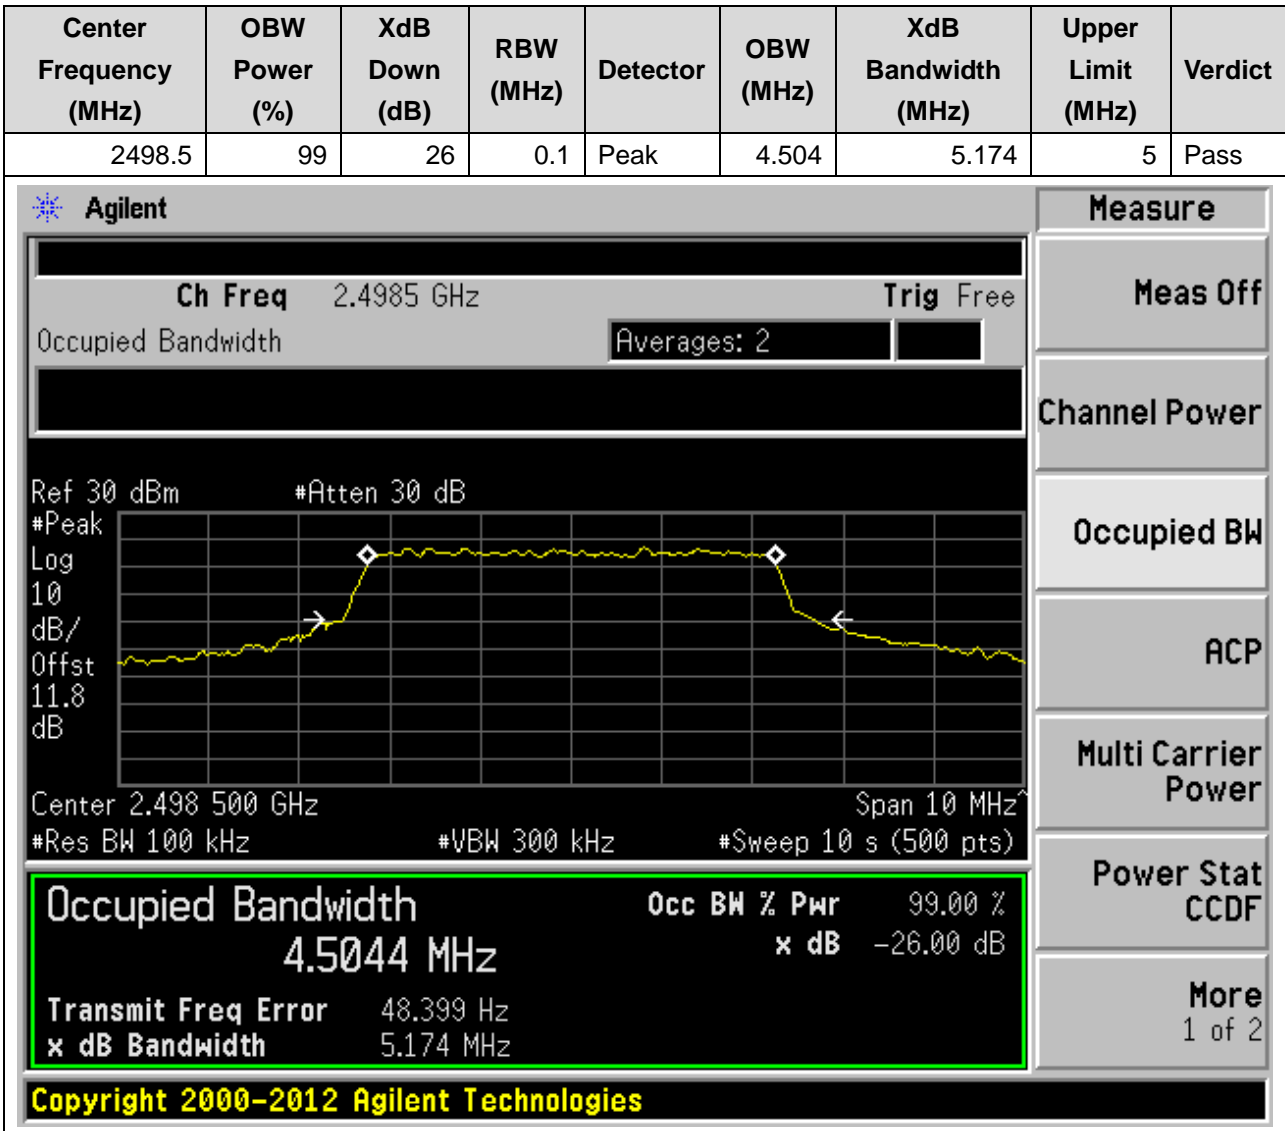 Center Frequency (MHz) OBW Power (%) XdB Down (dB) RBW (MHz) Detector OBW (MHz) XdB Bandwidth (MHz) Upper Limit (MHz) Verdict
2498.5 99 26 0.1 Peak 4.504 5.174 5 Pass
Agilent
Measure
Ch Freq 2.4985 GHz Trig Free
Meas Off
Occupied Bandwidth Averages: 2
Channel Power
Ref 30 dBm #Atten 30 dB
#Peak
Log
10
dB/
Offst
11.8
dB
Occupied BW
ACP
Multi Carrier
Power
Center 2.498 500 GHz Span 10 MHz^
#Res BW 100 kHz #VBW 300 kHz #Sweep 10 s (500 pts)
Power Stat
CCDF
Occupied Bandwidth Occ BW % Pwr 99.00 %
4.5044 MHz x dB -26.00 dB
More
1 of 2
Transmit Freq Error 48.399 Hz
x dB Bandwidth 5.174 MHz
Copyright 2000-2012 Agilent Technologies